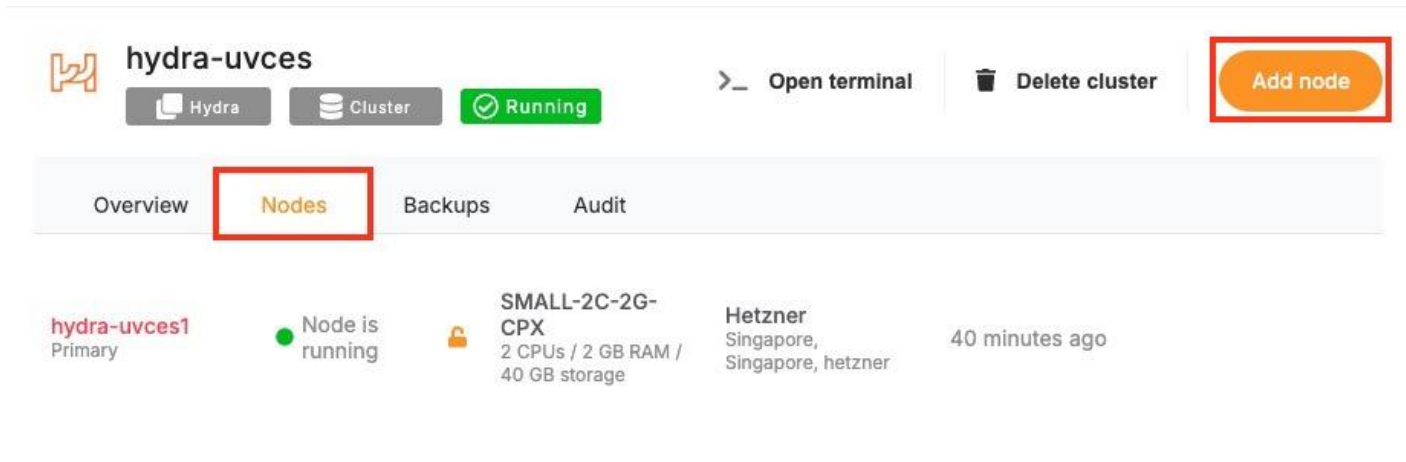 hydra-uvces
Hydra
Cluster
Running
>_ Open terminal
Delete cluster
Add node
Overview
Nodes
Backups
Audit
hydra-uvces1
Primary
Node is
running
SMALL-2C-2G-
CPX
2 CPUs / 2 GB RAM /
40 GB storage
Hetzner
Singapore,
Singapore, hetzner
40 minutes ago